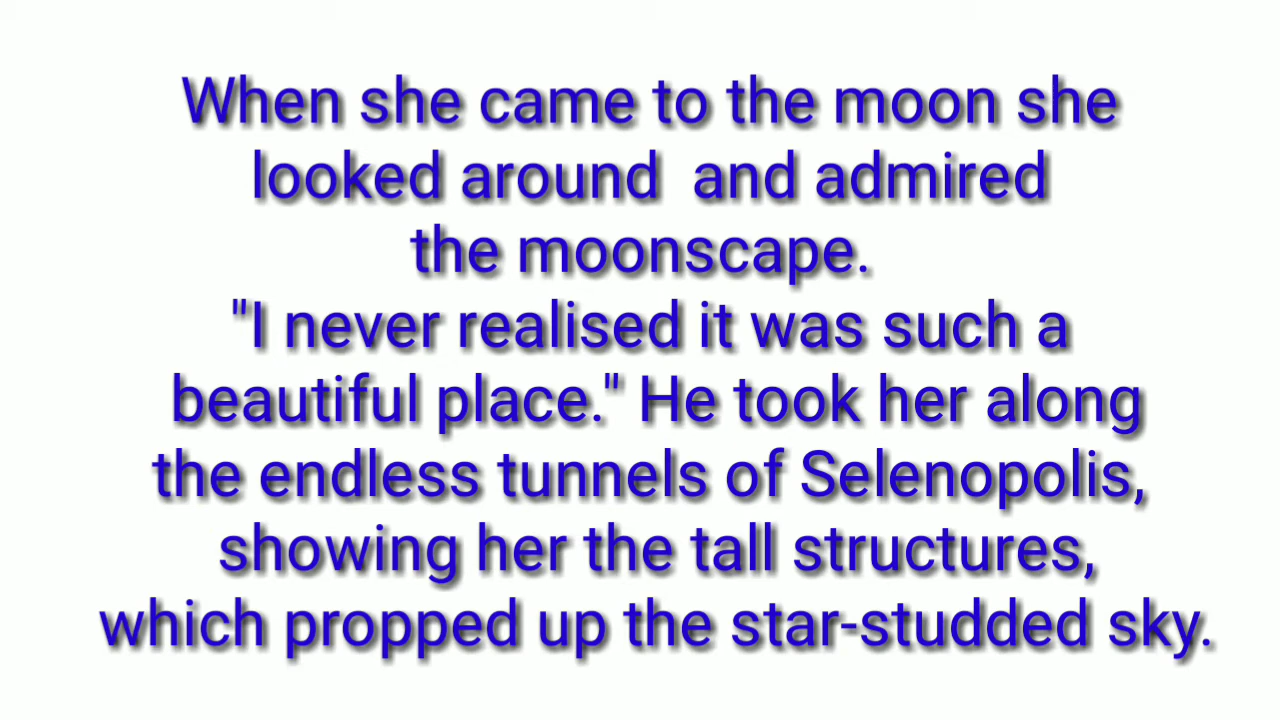 When she came to the moon she
looked around  and admired
the moonscape.
"I never realised it was such a
beautiful place." He took her along
the endless tunnels of Selenopolis,
showing her the tall structures,
which propped up the star-studded sky.